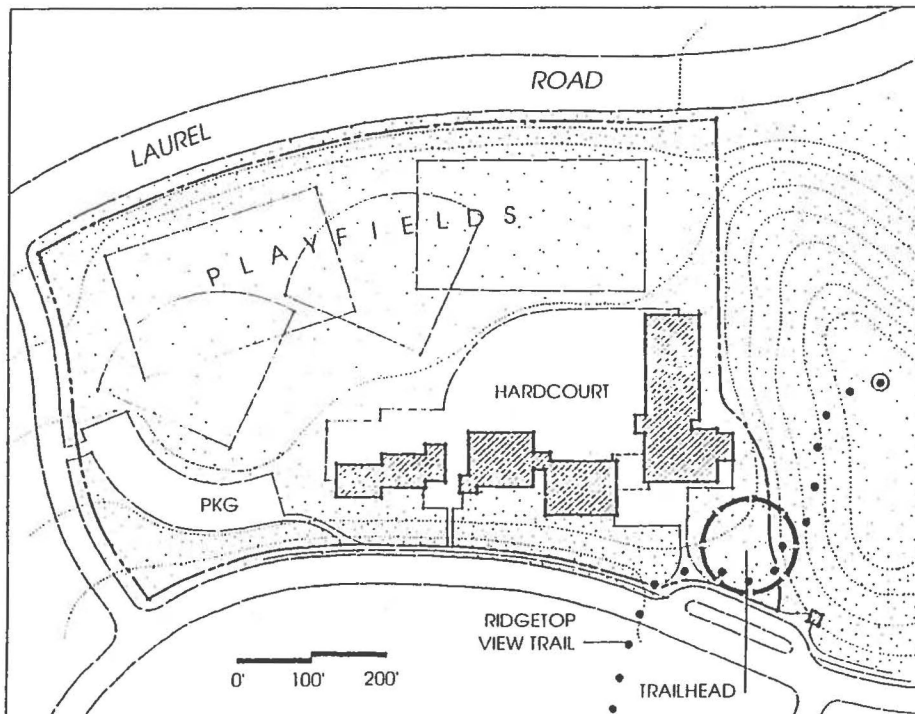 ROAD
LAUREL
PLAYFIELDS
HARDCOURT
PKG
RIDGETOP
VIEW TRAIL
0' 100' 200'
TRAILHEAD